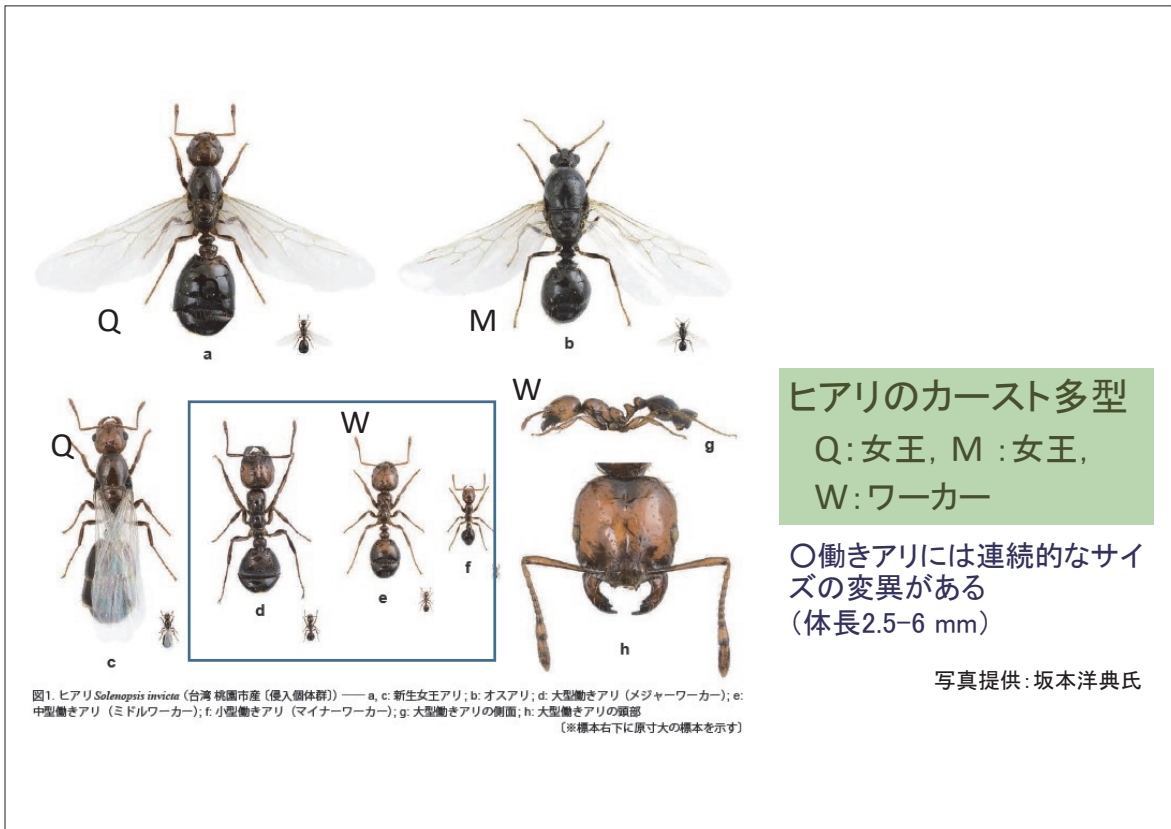 Q
a
M
b
Q
c
W
d
e
f
W
g
h
ヒアリのカースト多型
Q:女王, M :女王,
W:ワーカー
○働きアリには連続的なサイ
ズの変異がある
(体長2.5-6 mm)
写真提供:坂本洋典氏
図1. ヒアリ Solenopsis invicta (台湾 桃園市産〔侵入個体群〕) ── a, c: 新生女王アリ; b: オスアリ; d: 大型働きアリ (メジャーワーカー); e:
中型働きアリ (ミドルワーカー); f: 小型働きアリ (マイナーワーカー); g: 大型働きアリの側面; h: 大型働きアリの頭部
〔※標本右下に原寸大の標本を示す〕